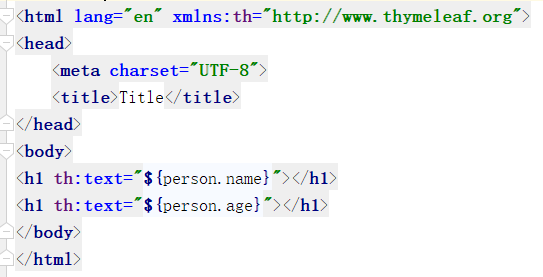 <html lang="en" xmlns:th="http://www.thymeleaf.org">
<head>
    <meta charset="UTF-8">
    <title>Title</title>
</head>
<body>
<h1 th:text="${person.name}"></h1>
<h1 th:text="${person.age}"></h1>
</body>
</html>